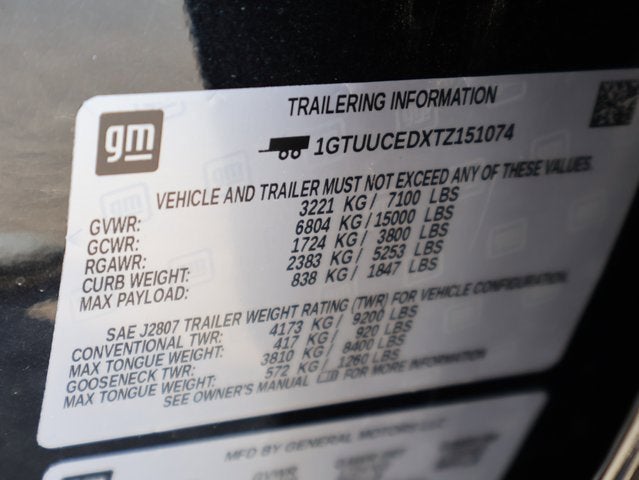 gm
TRAILERING INFORMATION
1GTUUCEDXTZ151074
VEHICLE AND TRAILER MUST NOT EXCEED ANY OF THESE VALUES.
GVWR: 3221 KG/ 7100 LBS
GCWR: 6804 KG/ 15000 LBS
RGAWR: 1724 KG/ 3800 LBS
CURB WEIGHT: 2383 KG/ 5253 LBS
MAX PAYLOAD: 838 KG/ 1847 LBS
SAE J2807 TRAILER WEIGHT RATING (TWR) FOR VEHICLE CONFIGURATION.
CONVENTIONAL TWR: 4173 KG/ 9200 LBS
MAX TONGUE WEIGHT: 417 KG/ 920 LBS
GOOSENECK TWR: 3810 KG/ 8400 LBS
MAX TONGUE WEIGHT: 572 KG/ 1260 LBS
SEE OWNER'S MANUAL FOR MORE INFORMATION
MFD BY GENERAL MOTORS LLC
GVWR